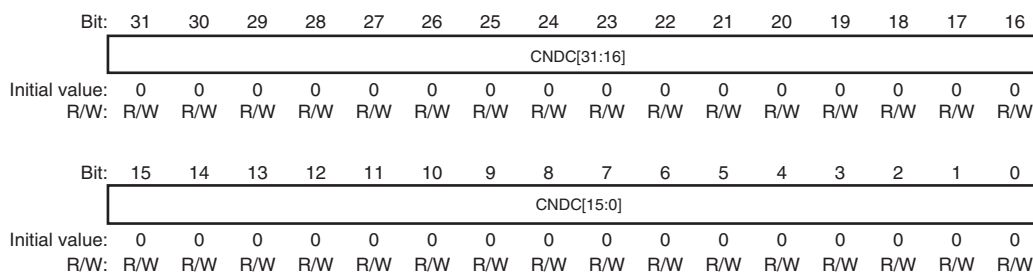 Bit: 31 30 29 28 27 26 25 24 23 22 21 20 19 18 17 16
CNDC[31:16]
Initial value: 0 0 0 0 0 0 0 0 0 0 0 0 0 0 0 0
R/W: R/W R/W R/W R/W R/W R/W R/W R/W R/W R/W R/W R/W R/W R/W R/W R/W
Bit: 15 14 13 12 11 10 9 8 7 6 5 4 3 2 1 0
CNDC[15:0]
Initial value: 0 0 0 0 0 0 0 0 0 0 0 0 0 0 0 0
R/W: R/W R/W R/W R/W R/W R/W R/W R/W R/W R/W R/W R/W R/W R/W R/W R/W